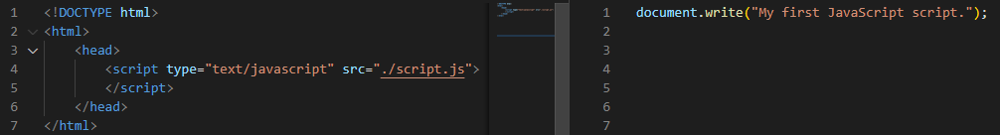 1 <!DOCTYPE html>
2 <html>
3 <head>
4 <script type="text/javascript" src="./script.js">
5 </script>
6 </head>
7 </html>
1 document.write("My first JavaScript script.");
2
3
4
5
6
7